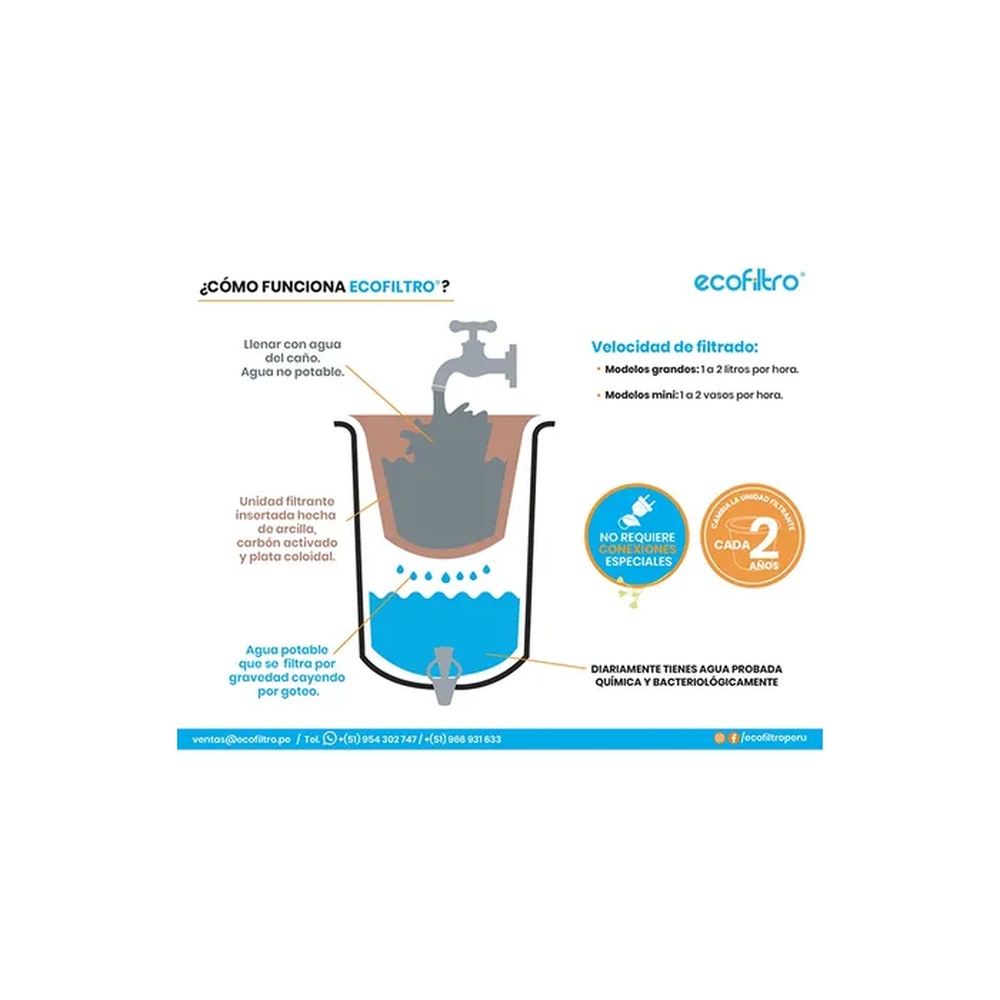 ¿CÓMO FUNCIONA ECOFILTRO®?
ecofiltro®
Llenar con agua
del caño.
Agua no potable.
Velocidad de filtrado:
• Modelos grandes: 1 a 2 litros por hora.
• Modelos mini: 1 a 2 vasos por hora.
Unidad filtrante
insertada hecha
de arcilla,
carbón activado
y plata coloidal.
NO REQUIERE
CONEXIONES
ESPECIALES
CAMBIA LA UNIDAD FILTRANTE
CADA 2
AÑOS
Agua potable
que se filtra por
gravedad cayendo
por goteo.
DIARIAMENTE TIENES AGUA PROBADA
QUÍMICA Y BACTERIOLÓGICAMENTE
ventas@ecofiltro.pe / Tel. +(51) 954 302 747 / +(51) 966 931 633
/ecofiltroperu